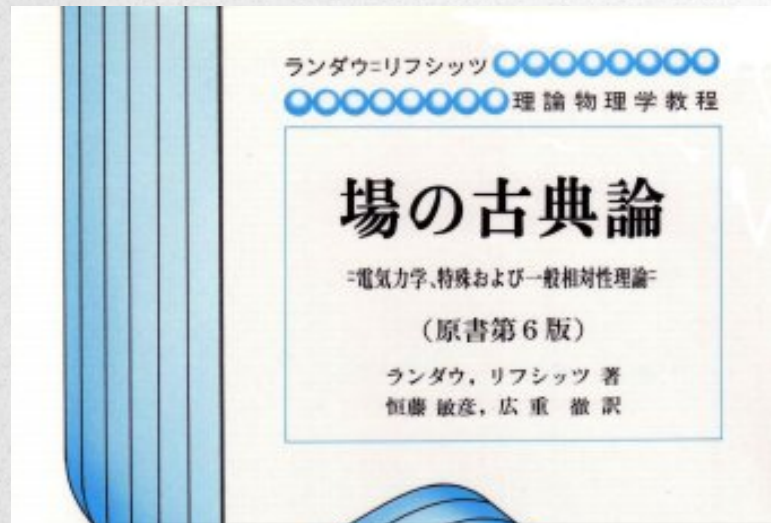 ランダウ=リフシッツ
理論物理学教程
場の古典論
=電気力学、特殊および一般相対性理論=
(原書第6版)
ランダウ, リフシッツ 著
恒藤 敏彦, 広重 徹 訳